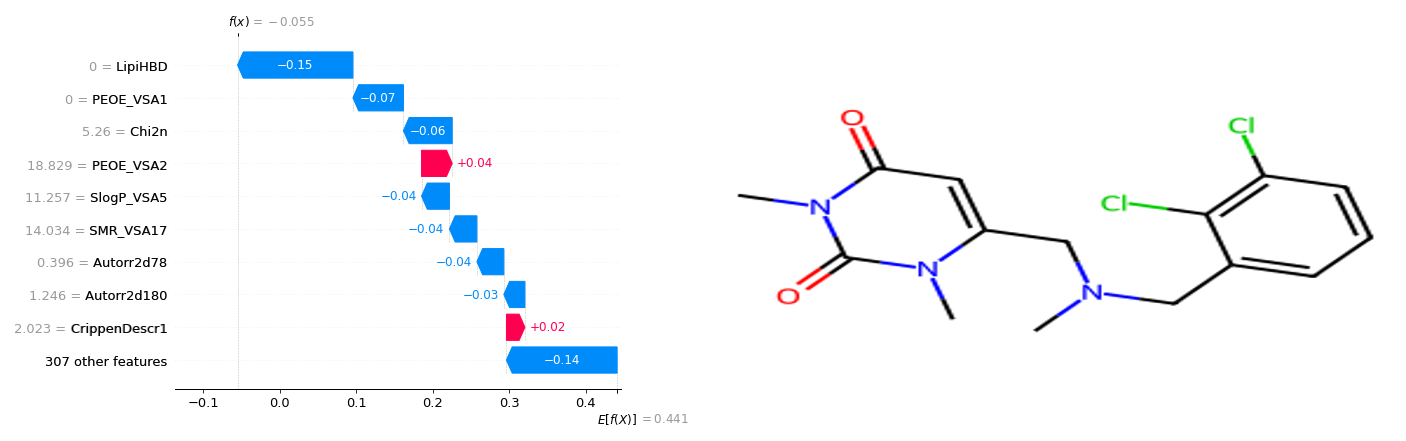 f(x) = −0.055
0 = LipiHBD −0.15
0 = PEOE_VSA1 −0.07
5.26 = Chi2n −0.06
18.829 = PEOE_VSA2 +0.04
11.257 = SlogP_VSA5 −0.04
14.034 = SMR_VSA17 −0.04
0.396 = Autorr2d78 −0.04
1.246 = Autorr2d180 −0.03
2.023 = CrippenDescr1 +0.02
307 other features −0.14
−0.1 0.0 0.1 0.2 0.3 0.4
E[f(X)] = 0.441
O
Cl
Cl
N
N
N
O